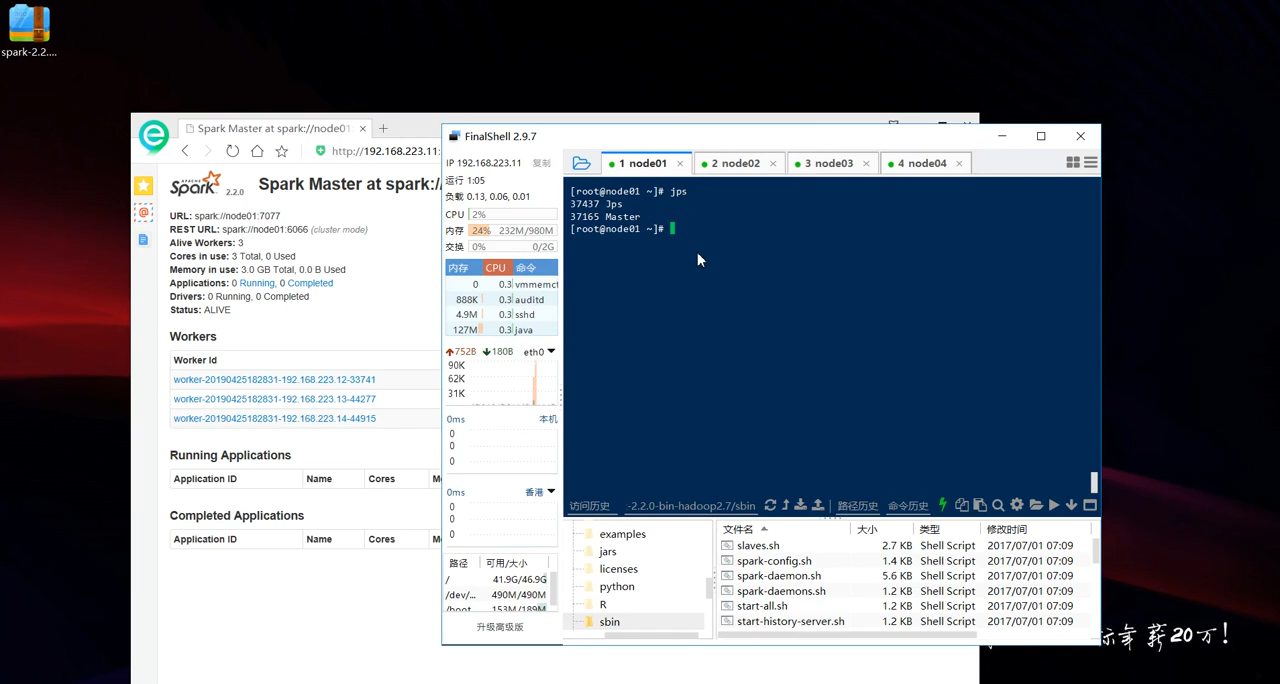 spark-2.2....
Spark Master at spark://node01
http://192.168.223.11:
APACHE Spark 2.2.0 Spark Master at spark:/
URL: spark://node01:7077
REST URL: spark://node01:6066 (cluster mode)
Alive Workers: 3
Cores in use: 3 Total, 0 Used
Memory in use: 3.0 GB Total, 0.0 B Used
Applications: 0 Running, 0 Completed
Drivers: 0 Running, 0 Completed
Status: ALIVE
Workers
Worker Id
worker-20190425182831-192.168.223.12-33741
worker-20190425182831-192.168.223.13-44277
worker-20190425182831-192.168.223.14-44915
Running Applications
Application ID Name Cores
Completed Applications
Application ID Name Cores
FinalShell 2.9.7
IP 192.168.223.11 复制
运行 1:05
负载 0.13, 0.06, 0.01
CPU 2%
内存 24% 232M/980M
交换 0% 0/2G
内存 CPU 命令
0 0.3 vmmemct
888K 0.3 auditd
4.9M 0.3 sshd
127M 0.3 java
752B 180B eth0
90K
62K
31K
0ms 本机
0
0
0
0ms 香港
0
0
0
路径 可用/大小
/ 41.9G/46.9G
/dev/... 490M/490M
/boot 153M/189M
升级高级版
1 node01 2 node02 3 node03 4 node04
[root@node01 ~]# jps
37437 Jps
37165 Master
[root@node01 ~]#
访问历史 :-2.2.0-bin-hadoop2.7/sbin 路径历史 命令历史
examples
jars
licenses
python
R
sbin
文件名 大小 类型 修改时间
slaves.sh 2.7 KB Shell Script 2017/07/01 07:09
spark-config.sh 1.4 KB Shell Script 2017/07/01 07:09
spark-daemon.sh 5.6 KB Shell Script 2017/07/01 07:09
spark-daemons.sh 1.2 KB Shell Script 2017/07/01 07:09
start-all.sh 1.2 KB Shell Script 2017/07/01 07:09
start-history-server.sh 1.2 KB Shell Script 2017/07/01 07:09
标年薪20万!